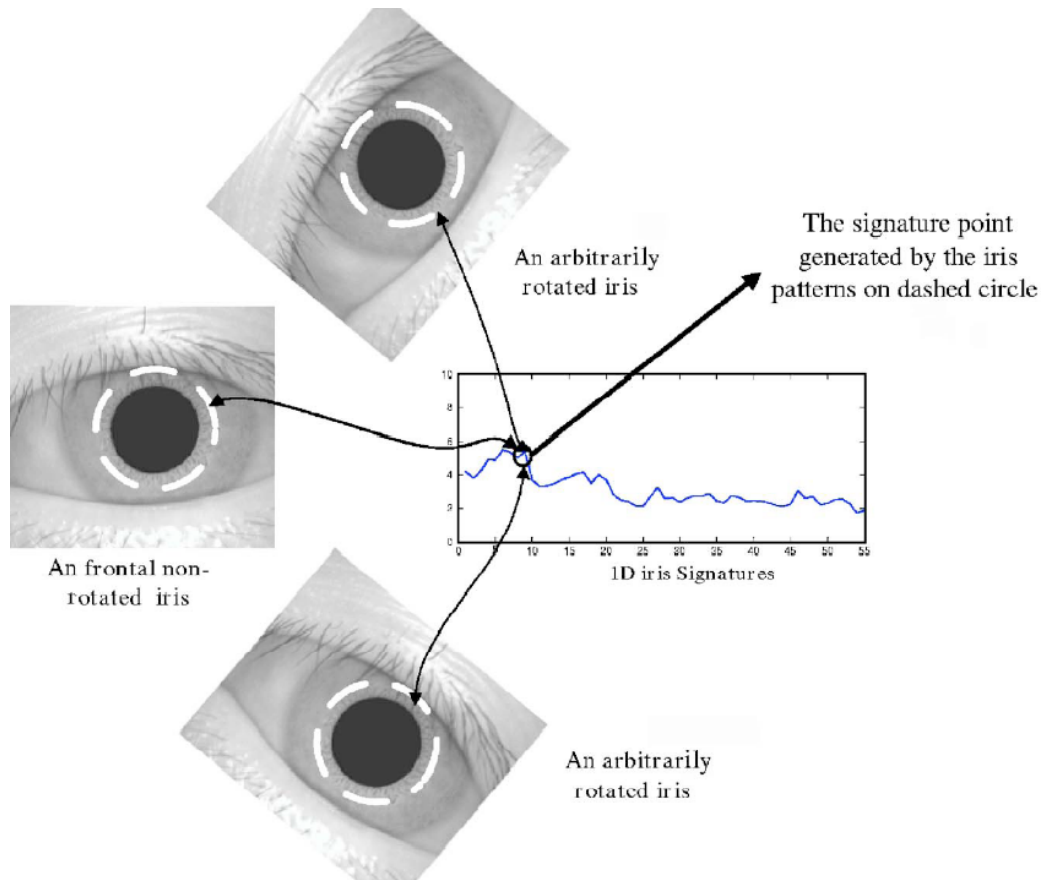 An arbitrarily
rotated iris
The signature point
generated by the iris
patterns on dashed circle
An frontal non-
rotated iris
10
8
6
4
2
0
0 5 10 15 20 25 30 35 40 45 50 55
1D iris Signatures
An arbitrarily
rotated iris